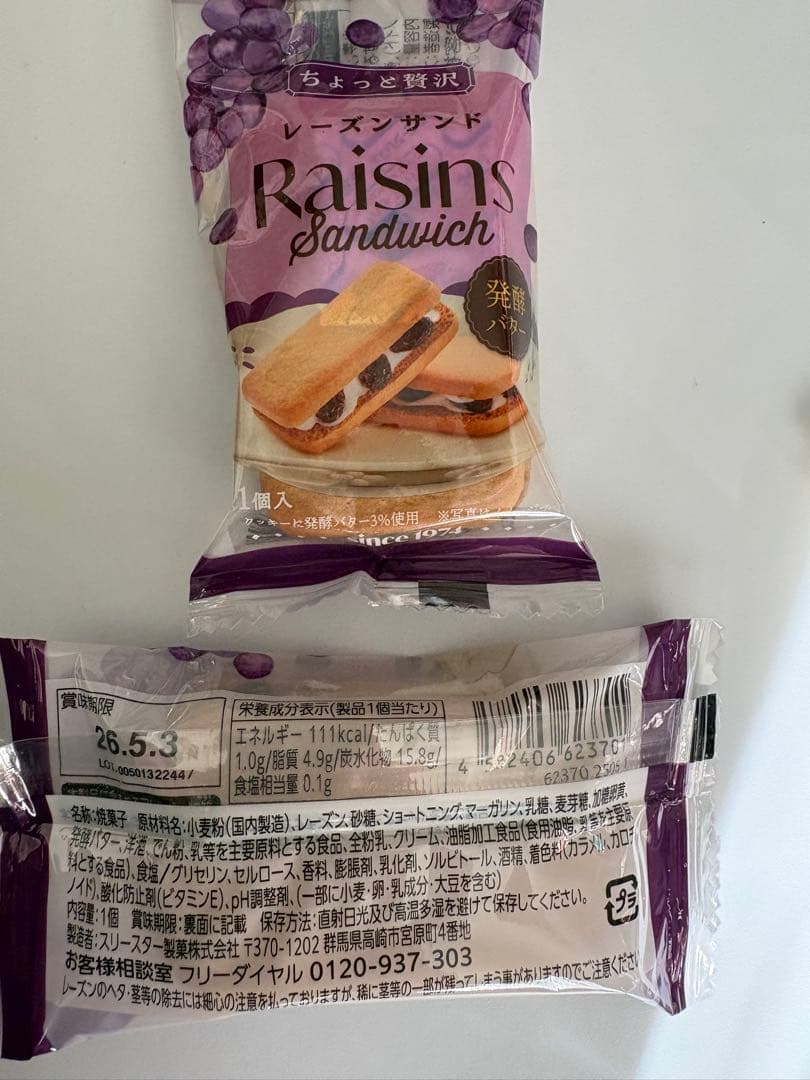 ちょっと贅沢
レーズンサンド
Raisins
Sandwich
発酵
バター
1個入
クッキーに発酵バター3%使用 ※写真は
since 1974
賞味期限
26.5.3
LOT.0050132244/
栄養成分表示(製品1個当たり)
エネルギー 111kcal/たんぱく質
1.0g/脂質 4.9g/炭水化物 15.8g/
食塩相当量 0.1g
62370
名称:焼菓子 原材料名:小麦粉(国内製造)、レーズン、砂糖、ショートニング、マーガリン、乳糖、麦芽糖、加糖卵黄、
発酵バター、洋酒、でん粉、乳等を主要原料とする食品、全粉乳、クリーム、油脂加工食品(食用油脂、乳等を主要原
料とする食品)、食塩/グリセリン、セルロース、香料、膨脹剤、乳化剤、ソルビトール、酒精、着色料(カラメル、カロチ
ノイド)、酸化防止剤(ビタミンE)、pH調整剤、(一部に小麦・卵・乳成分・大豆を含む)
内容量:1個 賞味期限:裏面に記載 保存方法:直射日光及び高温多湿を避けて保存してください。
製造者:スリースター製菓株式会社 〒370-1202 群馬県高崎市宮原町4番地
お客様相談室 フリーダイヤル 0120-937-303
レーズンのヘタ・茎等の除去には細心の注意を払っておりますが、稀に茎等の一部が残ってしまう事がありますのでご注意くださ
プラ